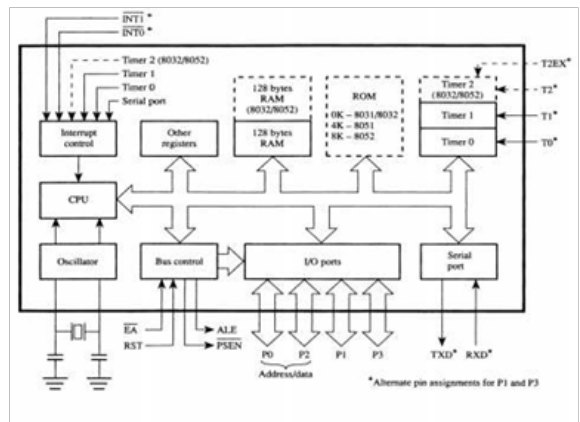 INT1*
INT0*
Timer 2 (8032/8052)
Timer 1
Timer 0
Serial port
T2EX*
T2*
T1*
T0*
Interrupt
control
Other
registers
128 bytes
RAM
(8032/8052)
128 bytes
RAM
ROM
0K – 8031/8032
4K – 8051
8K – 8052
Timer 2
(8032/8052)
Timer 1
Timer 0
CPU
Oscillator
Bus control
I/O ports
Serial
port
EA
RST
ALE
PSEN
P0
P2
P1
P3
Address/data
TXD*
RXD*
*Alternate pin assignments for P1 and P3